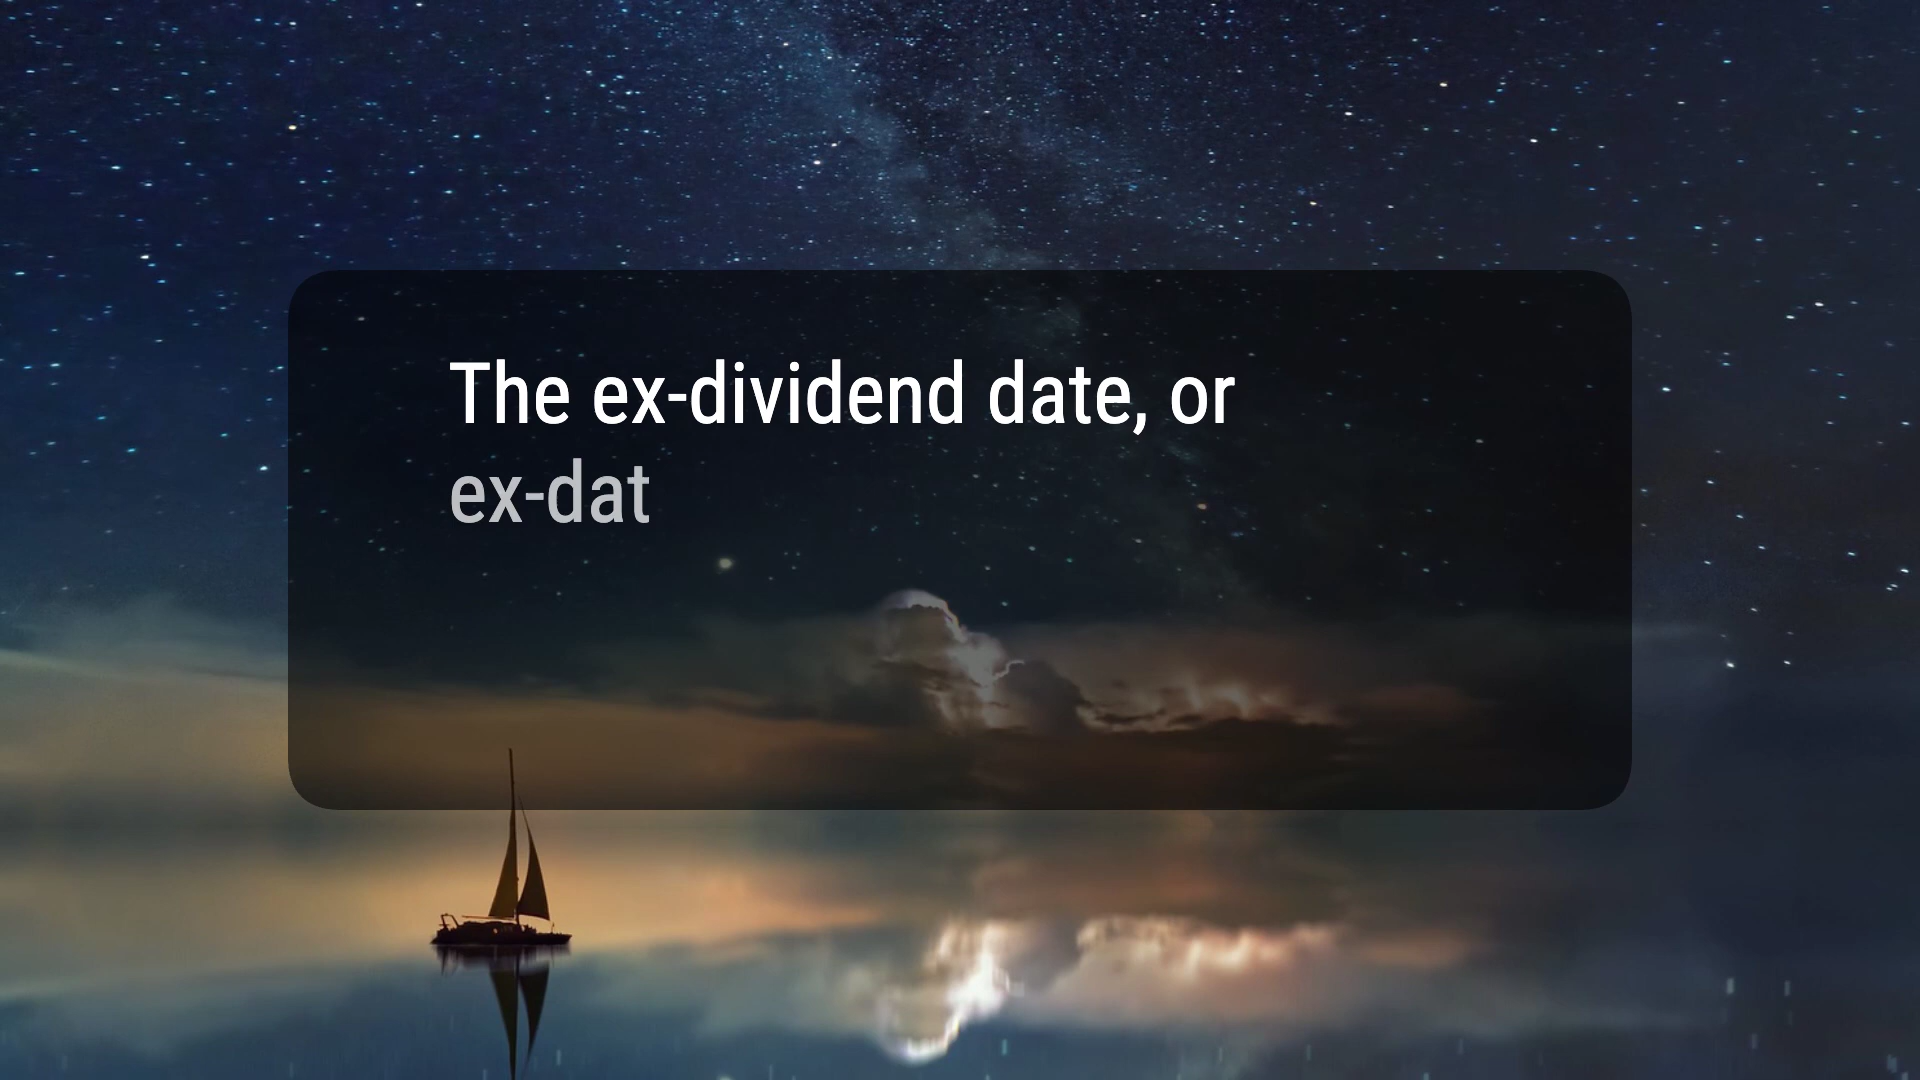 The ex-dividend date, or
ex-dat